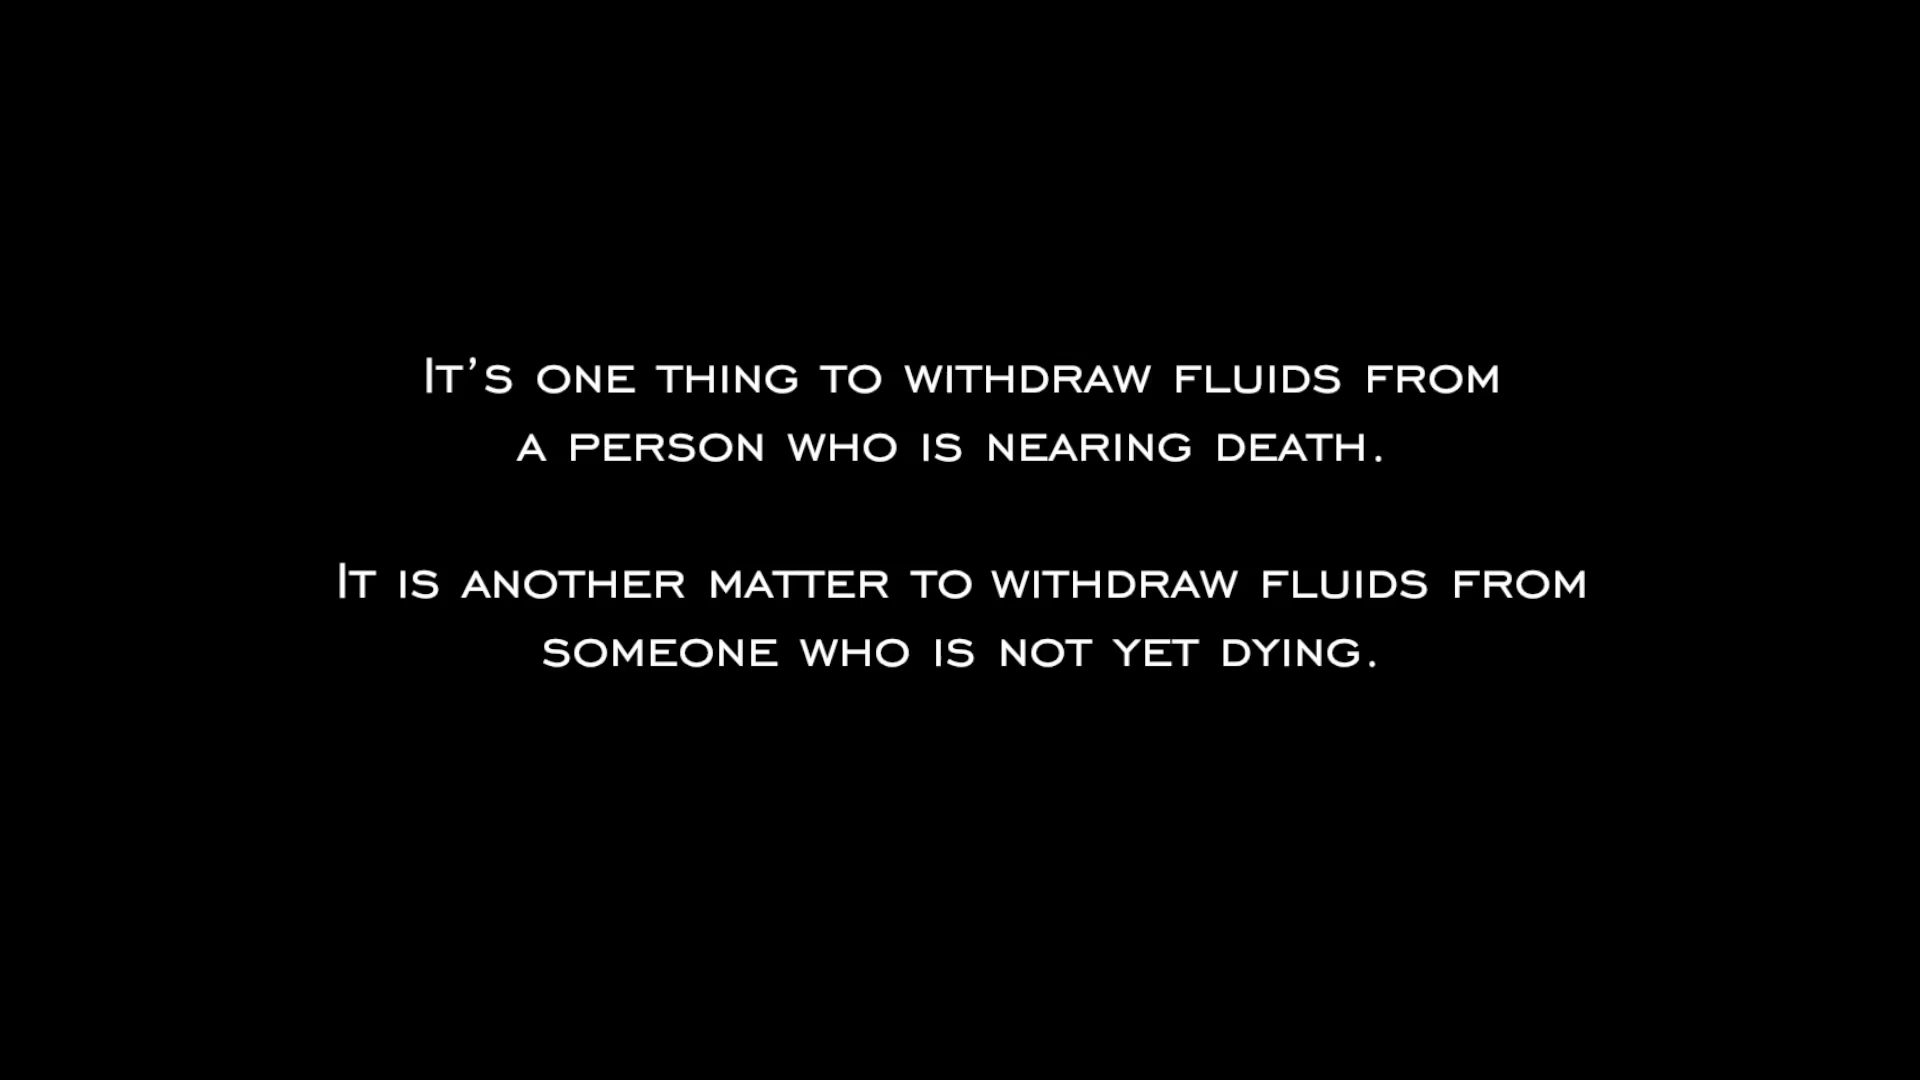 It's one thing to withdraw fluids from
a person who is nearing death.
It is another matter to withdraw fluids from
someone who is not yet dying.